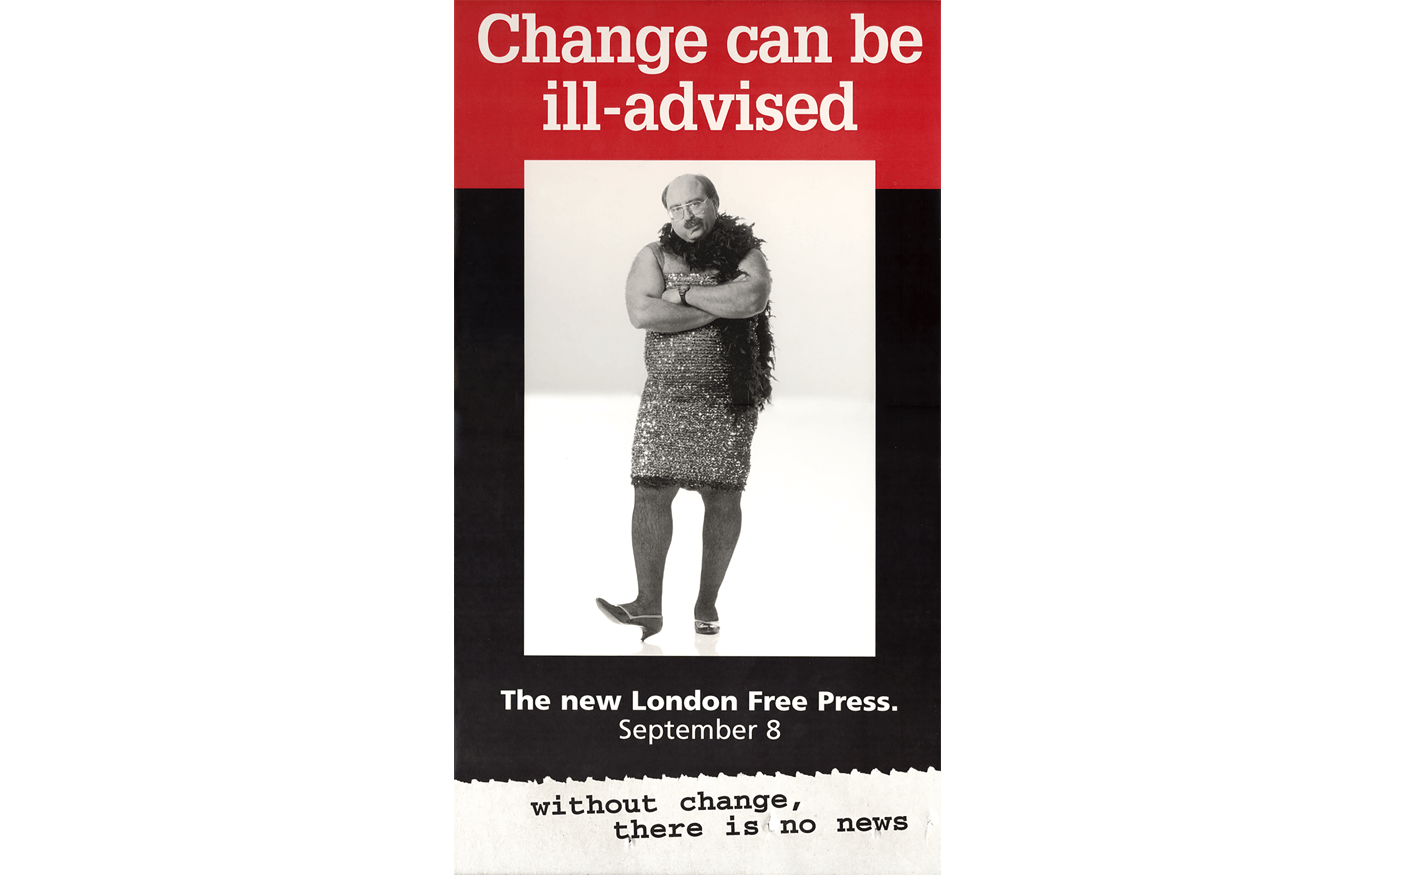 Change can be
ill-advised
The new London Free Press.
September 8
without change,
there is no news